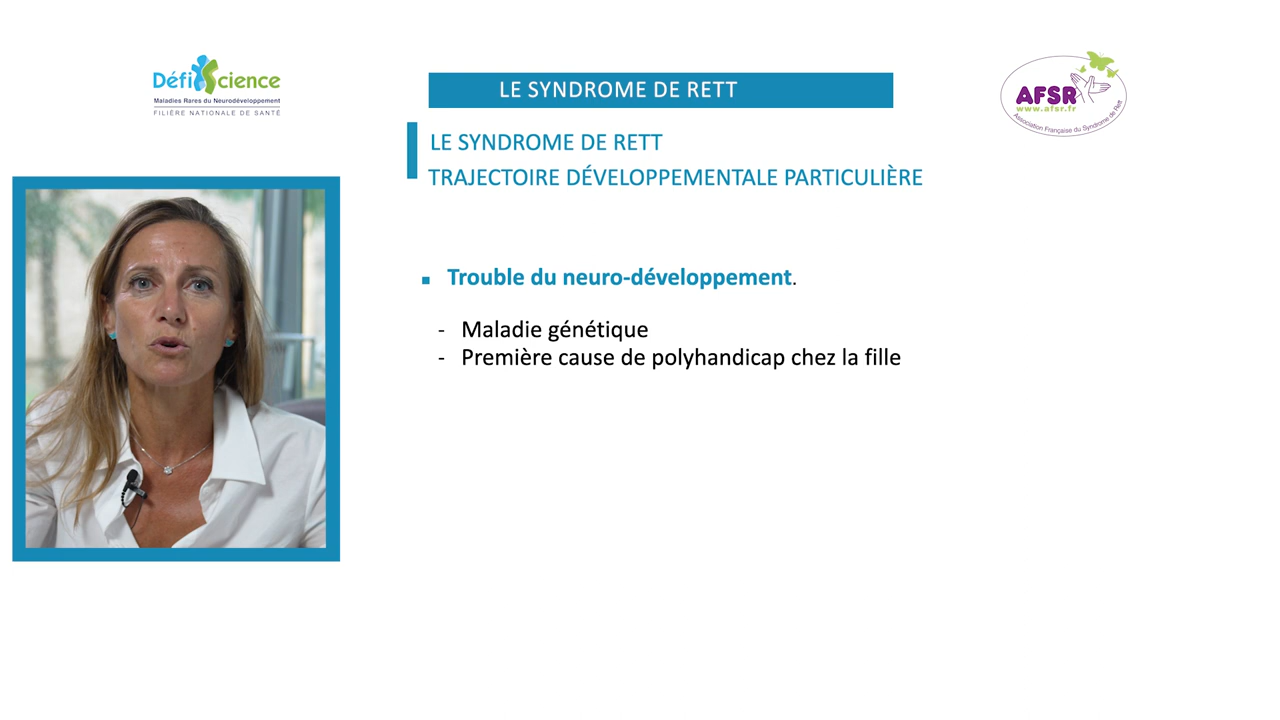 DéfiScience
Maladies Rares du Neurodéveloppement
FILIÈRE NATIONALE DE SANTÉ
LE SYNDROME DE RETT
AFSR
www.afsr.fr
Association Française du Syndrome de Rett
LE SYNDROME DE RETT
TRAJECTOIRE DÉVELOPPEMENTALE PARTICULIÈRE
▪ Trouble du neuro-développement.
- Maladie génétique
- Première cause de polyhandicap chez la fille